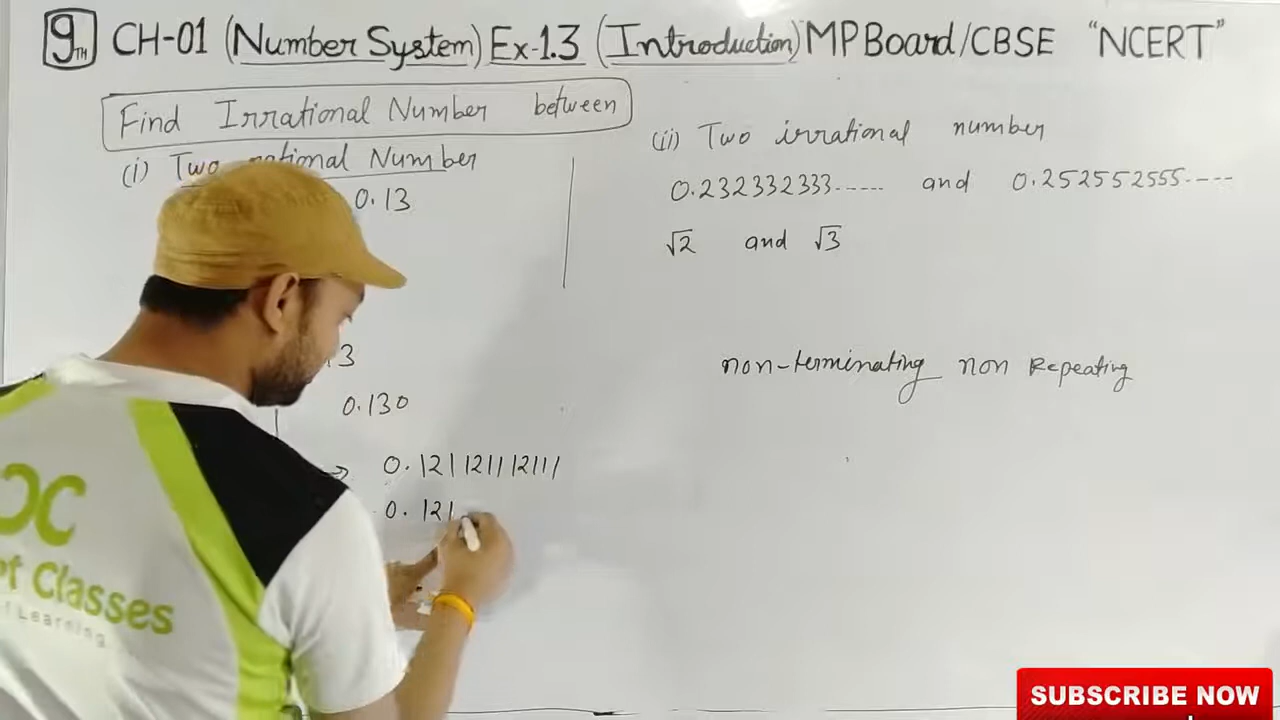 9TH CH-01 (Number System) Ex-1.3 (Introduction) MP Board/CBSE "NCERT"
Find Irrational Number between
(i) Two rational Number
0.13
0.130
→ 0.121121112111
0.121
(ii) Two irrational number
0.232332333..... and 0.252552555.....
√2 and √3
non-terminating non Repeating
Classes
Learning
SUBSCRIBE NOW